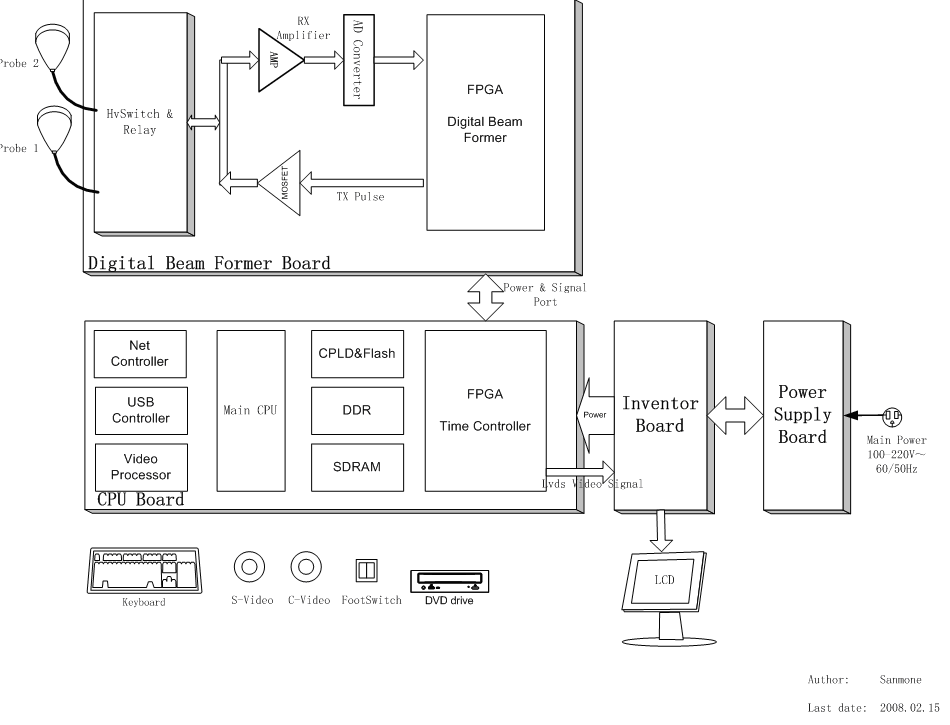 RX
Amplifier
AMP
AD Converter
FPGA
Digital Beam
Former
Probe 2
HvSwitch &
Relay
Probe 1
MOSFET
TX Pulse
Digital Beam Former Board
Power & Signal
Port
Net
Controller
USB
Controller
Video
Processor
CPU Board
Main CPU
CPLD&Flash
DDR
SDRAM
FPGA
Time Controller
Power
Lvds Video Signal
Inventor
Board
Power
Supply
Board
Main Power
100-220V~
60/50Hz
LCD
Keyboard
S-Video
C-Video
FootSwitch
DVD drive
Author: Sanmone
Last date: 2008.02.15